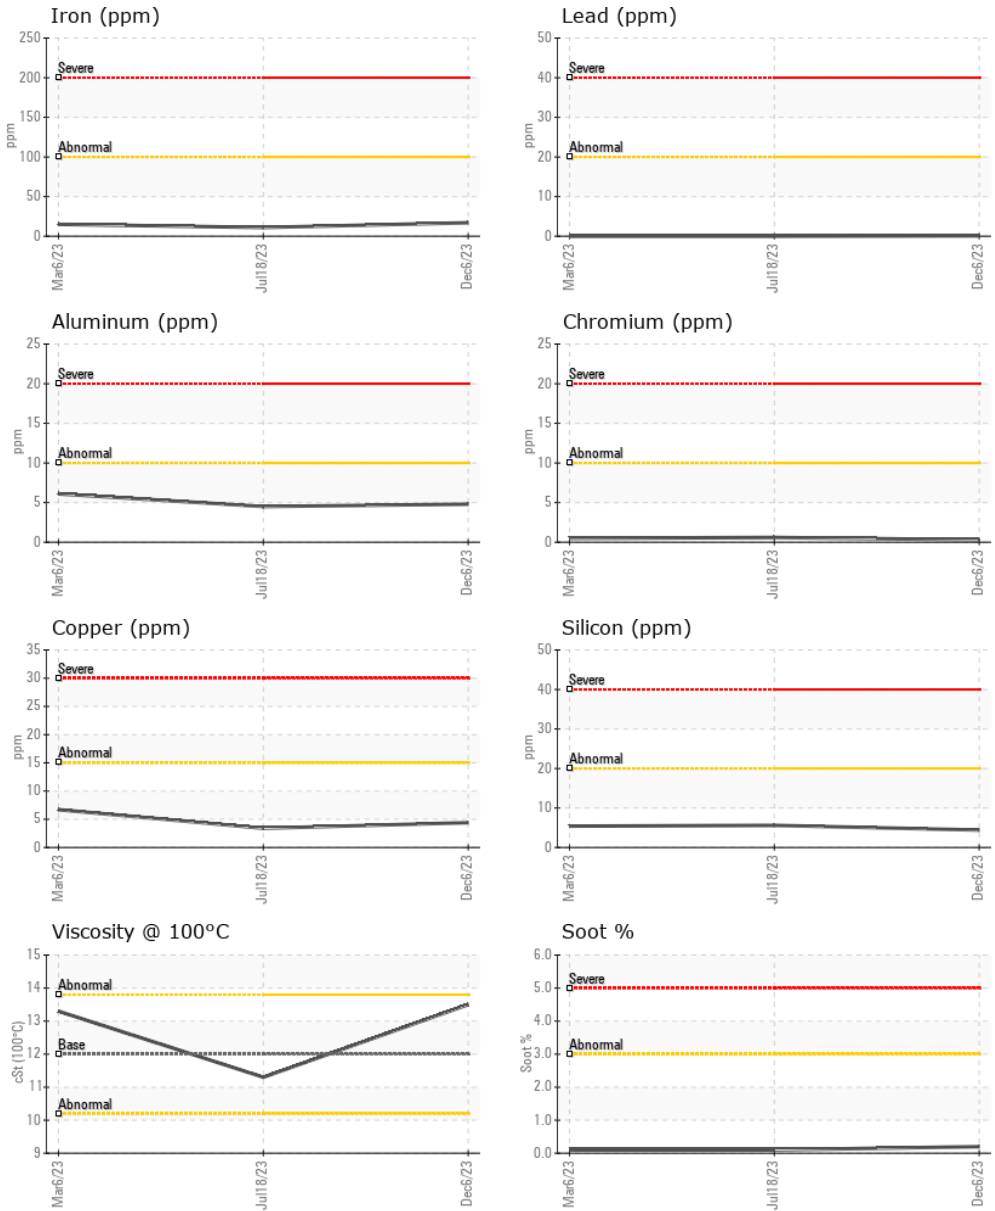 Iron (ppm)
250
200
150
100
50
0
ppm
Severe
Abnormal
Mar6/23
Jul18/23
Dec6/23
Lead (ppm)
50
40
30
20
10
0
ppm
Severe
Abnormal
Mar6/23
Jul18/23
Dec6/23
Aluminum (ppm)
25
20
15
10
5
0
ppm
Severe
Abnormal
Mar6/23
Jul18/23
Dec6/23
Chromium (ppm)
25
20
15
10
5
0
ppm
Severe
Abnormal
Mar6/23
Jul18/23
Dec6/23
Copper (ppm)
35
30
25
20
15
10
5
0
ppm
Severe
Abnormal
Mar6/23
Jul18/23
Dec6/23
Silicon (ppm)
50
40
30
20
10
0
ppm
Severe
Abnormal
Mar6/23
Jul18/23
Dec6/23
Viscosity @ 100°C
15
14
13
12
11
10
9
cSt (100°C)
Abnormal
Base
Abnormal
Mar6/23
Jul18/23
Dec6/23
Soot %
6.0
5.0
4.0
3.0
2.0
1.0
0.0
Soot %
Severe
Abnormal
Mar6/23
Jul18/23
Dec6/23